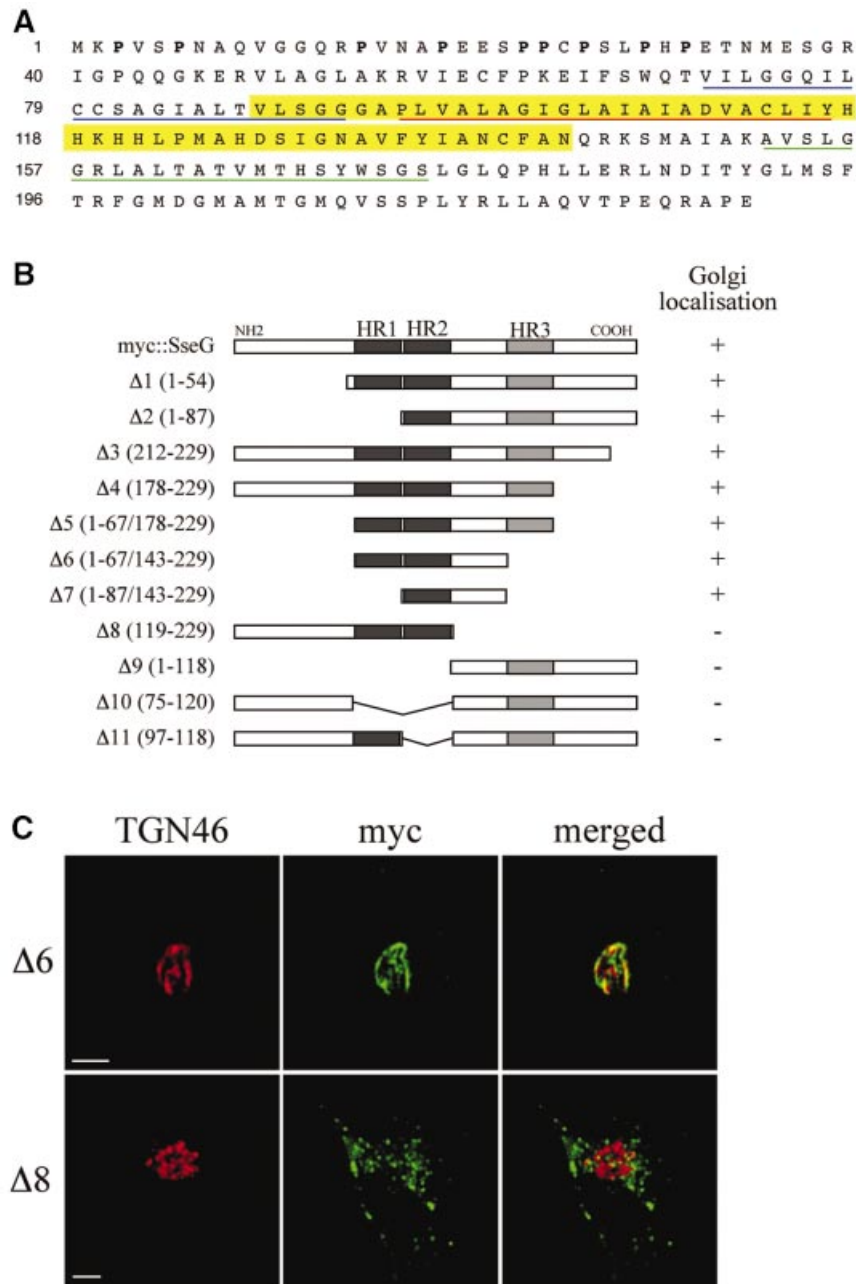 A
1 M K P V S P N A Q V G G Q R P V N A P E E S P P C P S L P H P E T N M E S G R
40 I G P Q Q G K E R V L A G L A K R V I E C F P K E I F S W Q T V I L G G Q I L
79 C C S A G I A L T V L S G G G A P L V A L A G I G L A I A I A D V A C L I Y H
118 H K H H L P M A H D S I G N A V F Y I A N C F A N Q R K S M A I A K A V S L G
157 G R L A L T A T V M T H S Y W S G S L G L Q P H L L E R L N D I T Y G L M S F
196 T R F G M D G M A M T G M Q V S S P L Y R L L A Q V T P E Q R A P E
B
Golgi
localisation
NH2 HR1 HR2 HR3 COOH
myc::SseG +
Δ1 (1-54) +
Δ2 (1-87) +
Δ3 (212-229) +
Δ4 (178-229) +
Δ5 (1-67/178-229) +
Δ6 (1-67/143-229) +
Δ7 (1-87/143-229) +
Δ8 (119-229) -
Δ9 (1-118) -
Δ10 (75-120) -
Δ11 (97-118) -
C
TGN46 myc merged
Δ6
Δ8